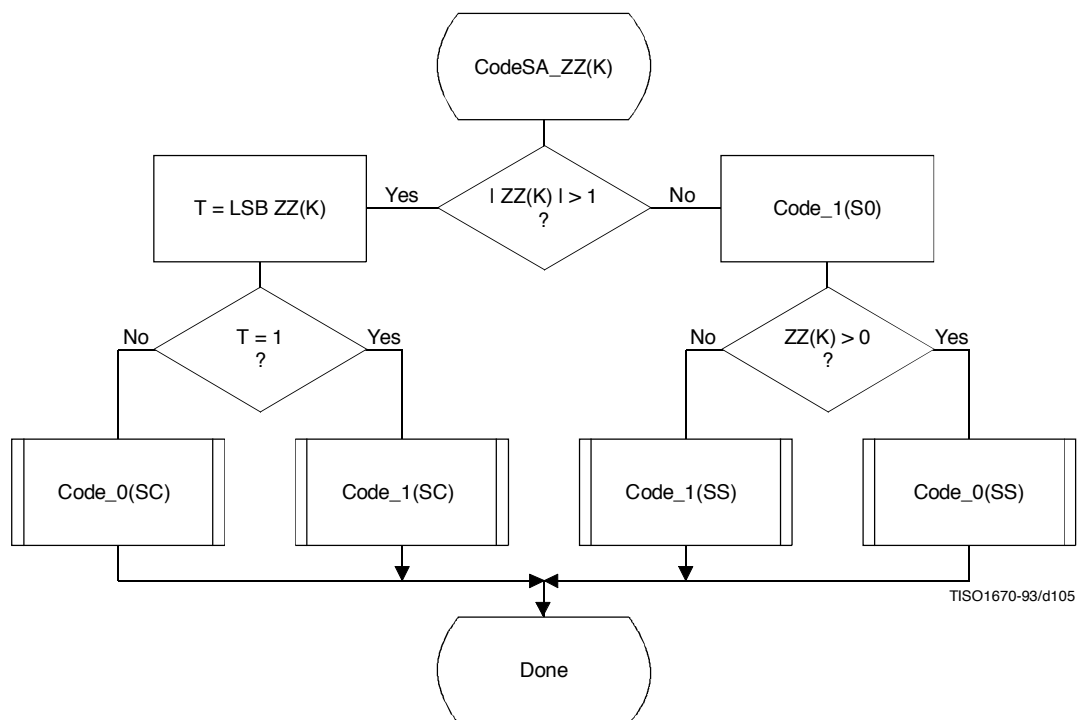 CodeSA_ZZ(K)
T = LSB ZZ(K)
Yes
I ZZ(K) I > 1
?
No
Code_1(S0)
No
T = 1
?
Yes
No
ZZ(K) > 0
?
Yes
Code_0(SC)
Code_1(SC)
Code_1(SS)
Code_0(SS)
TISO1670-93/d105
Done